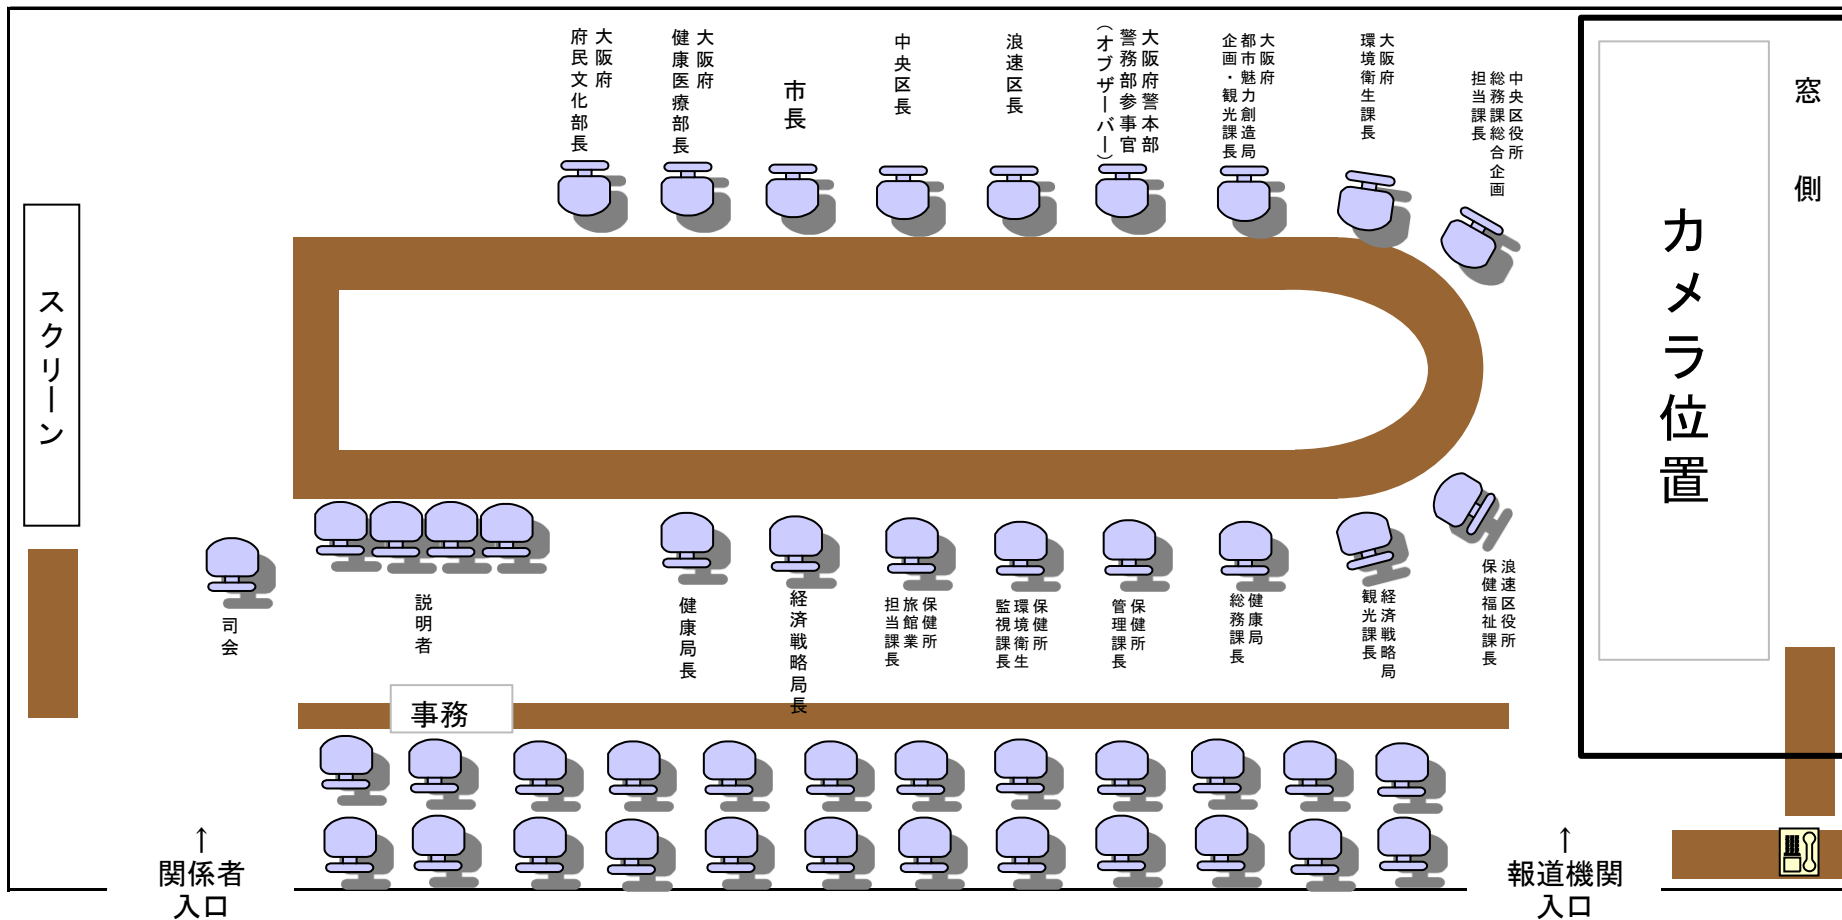 大阪府
府民文化部長
大阪府
健康医療部長
市長
中央区長
浪速区長
大阪府警本部
警務部参事官
（オブザーバー）
大阪府
都市魅力創造局
企画・観光課長
大阪府
環境衛生課長
中央区役所
総務課総合企画
担当課長
窓側
カメラ位置
スクリーン
司会
説明者
健康局長
経済戦略局長
保健所
旅館業
担当課長
保健所
環境衛生
監視課長
保健所
管理課長
健康局
総務課長
経済戦略局
観光課長
浪速区役所
保健福祉課長
事務
↑
関係者
入口
↑
報道機関
入口